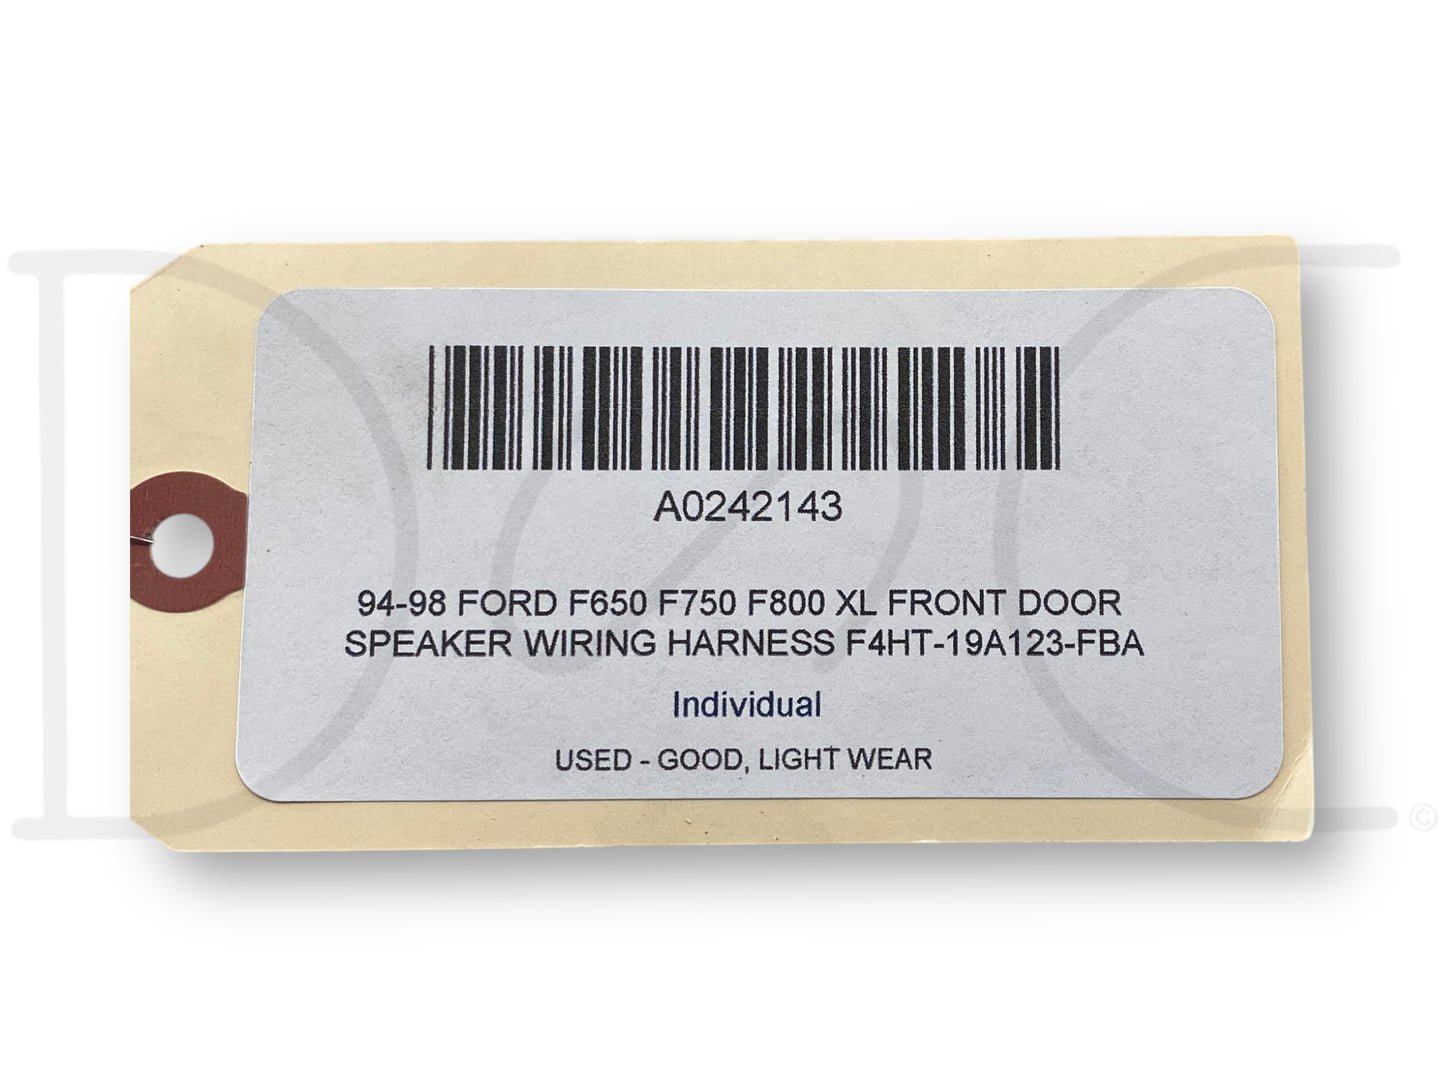 A0242143
94-98 FORD F650 F750 F800 XL FRONT DOOR
SPEAKER WIRING HARNESS F4HT-19A123-FBA
Individual
USED - GOOD, LIGHT WEAR
©